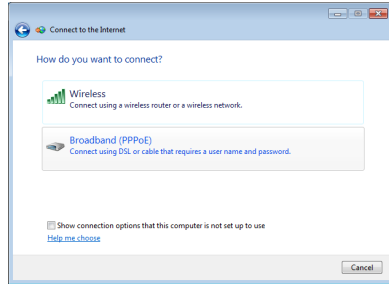 Connect to the Internet
How do you want to connect?
Wireless
Connect using a wireless router or a wireless network.
Broadband (PPPoE)
Connect using DSL or cable that requires a user name and password.
Show connection options that this computer is not set up to use
Help me choose
Cancel